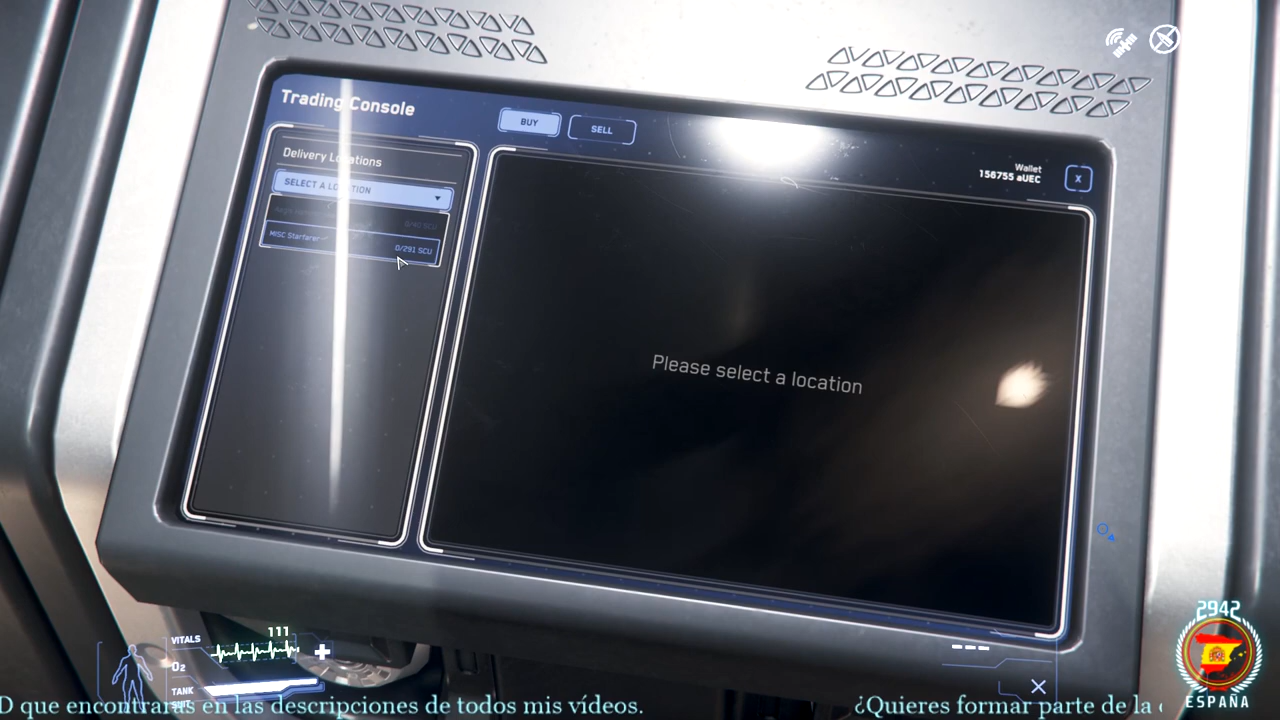 Trading Console
BUY
SELL
Wallet
156755 aUEC
X
Delivery Locations
SELECT A LOCATION
0/291 SCU
MISC Starfarer
Please select a location
111
VITALS
O2
TANK
2942
ESPAÑA
que encontrarás en las descripciones de todos mis vídeos.
¿Quieres formar parte de la